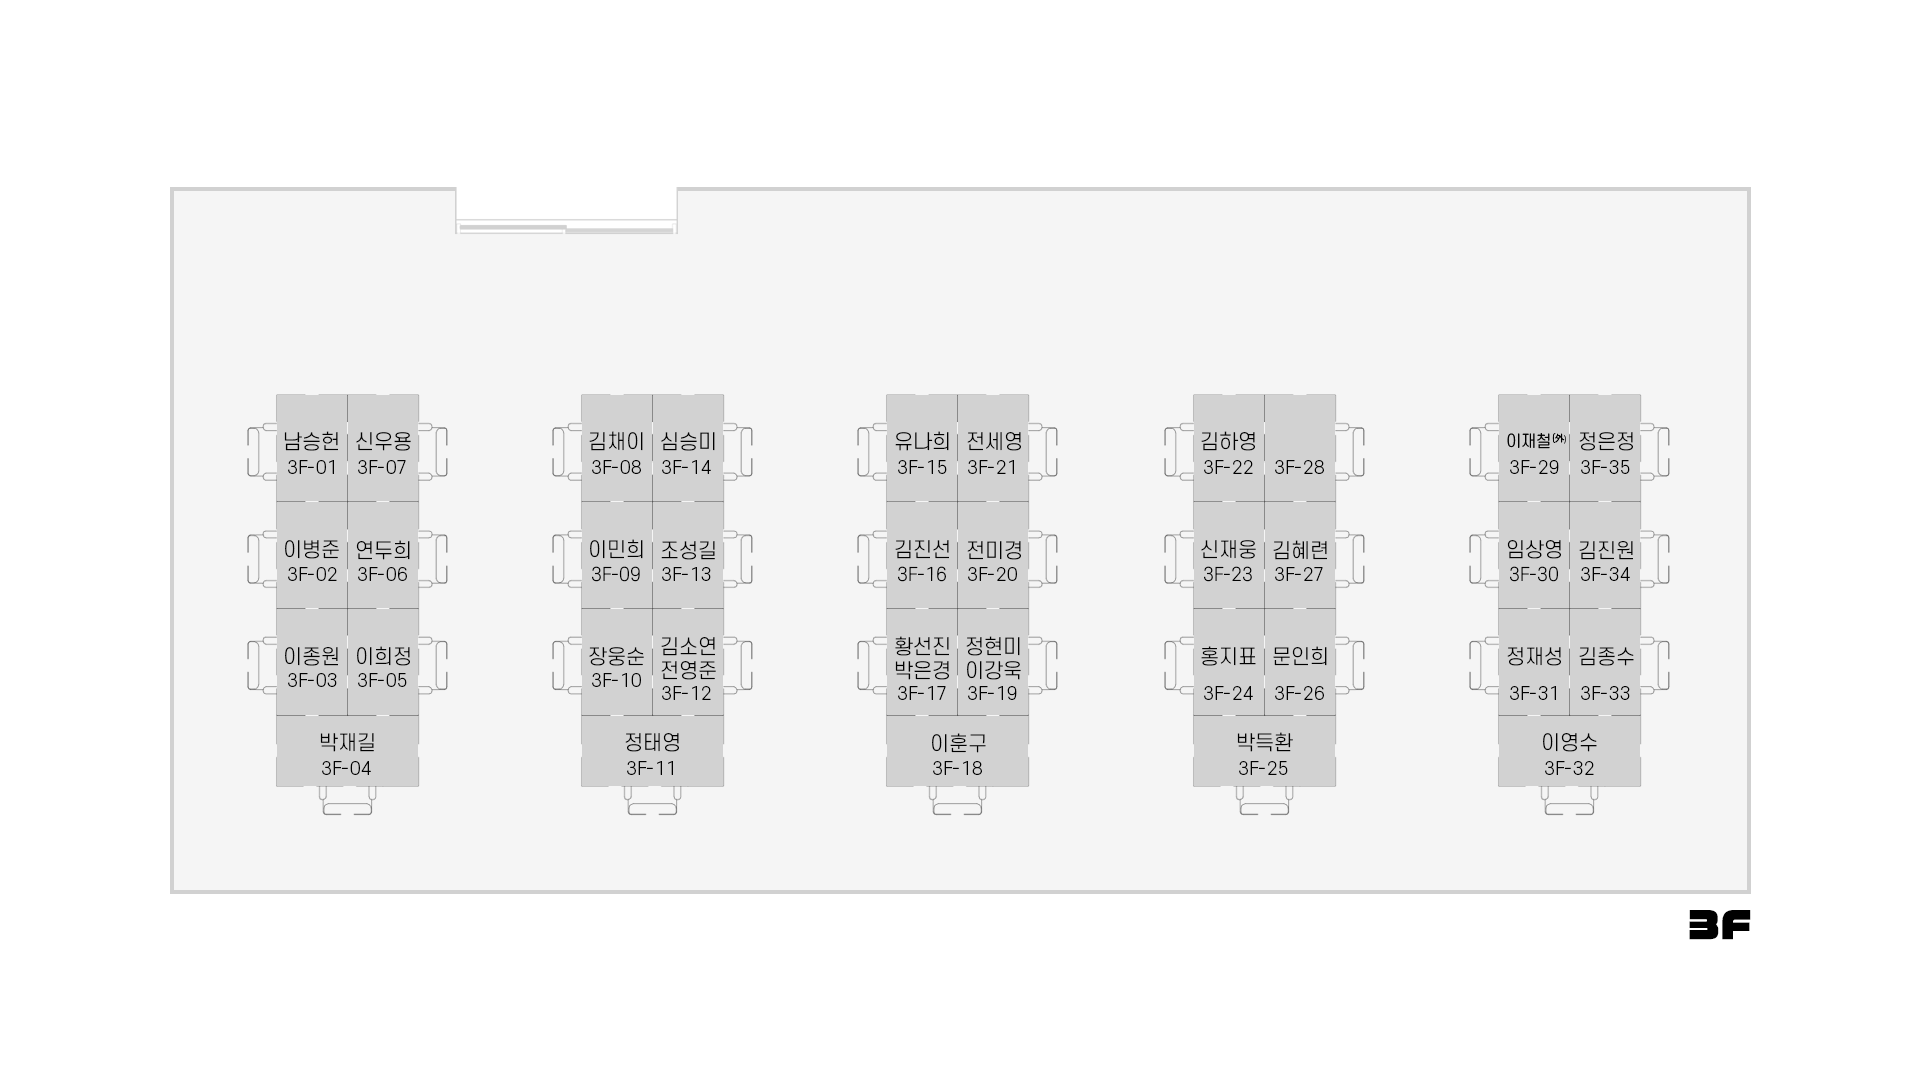 남승헌 신우용
3F-01 3F-07
이병준 연두희
3F-02 3F-06
이종원 이희정
3F-03 3F-05
박재길
3F-04
김채이 심승미
3F-08 3F-14
이민희 조성길
3F-09 3F-13
장웅순
3F-10
김소연
전영준
3F-12
정태영
3F-11
유나희 전세영
3F-15 3F-21
김진선 전미경
3F-16 3F-20
황선진 정현미
박은경 이강욱
3F-17 3F-19
이훈구
3F-18
김하영
3F-22 3F-28
신재웅 김혜련
3F-23 3F-27
홍지표 문인희
3F-24 3F-26
박득환
3F-25
이재철(外) 정은정
3F-29 3F-35
임상영 김진원
3F-30 3F-34
정재성 김종수
3F-31 3F-33
이영수
3F-32
3F